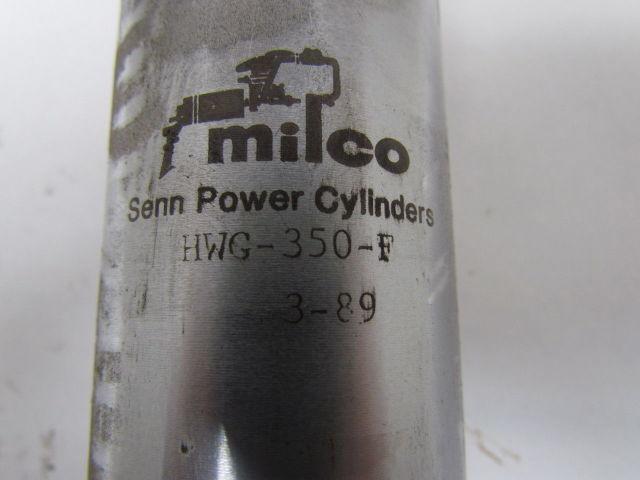 milco
Senn Power Cylinders
HWG-350-F
3-89